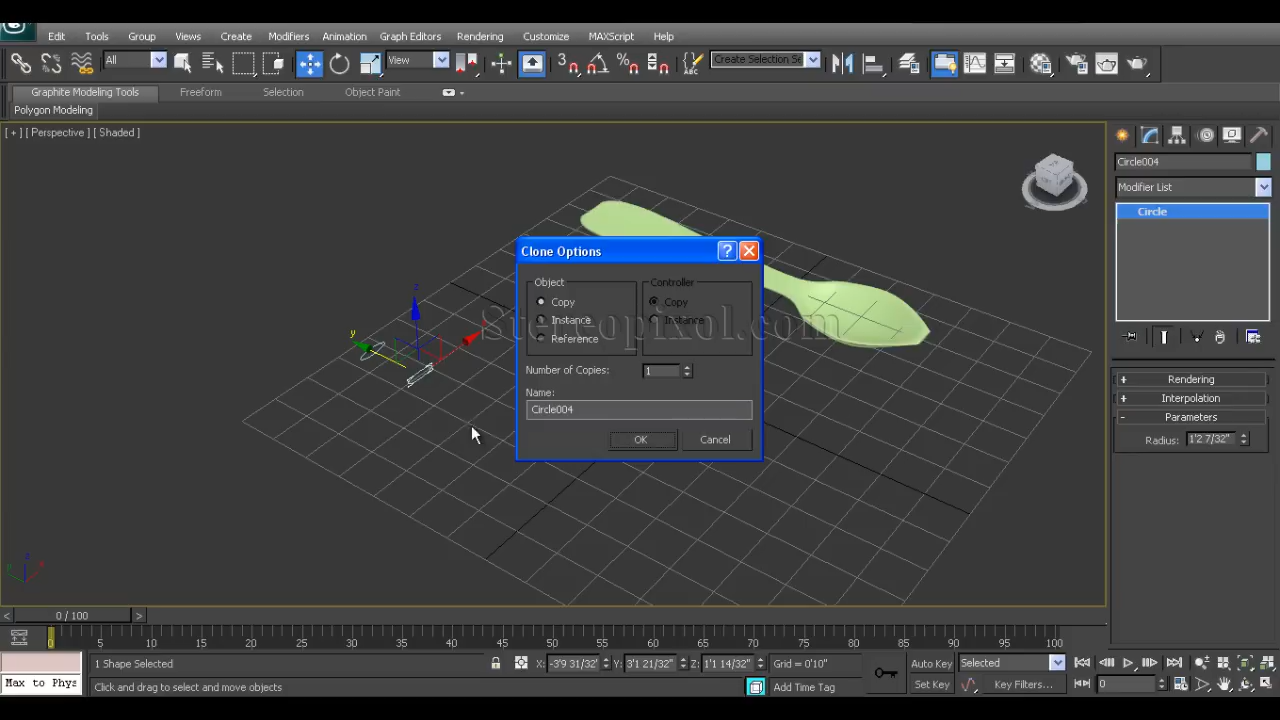 Edit Tools Group Views Create Modifiers Animation Graph Editors Rendering Customize MAXScript Help
All View 3 Create Selection Se
Graphite Modeling Tools Freeform Selection Object Paint
Polygon Modeling
[ + ] [ Perspective ] [ Shaded ]
Circle004
Modifier List
Circle
Clone Options
Object Controller
Copy Copy
Instance Instance
Reference
Stereopixol.com
Number of Copies: 1
Name:
Circle004
OK Cancel
z
y
Rendering
Interpolation
Parameters
Radius: 1'2 7/32"
z
0 / 100
0 5 10 15 20 25 30 35 40 45 50 55 60 65 70 75 80 85 90 95 100
1 Shape Selected X: -3'9 31/32" Y: 3'1 21/32" Z: 1'1 14/32" Grid = 0'10" Auto Key Selected
Max to Phys Click and drag to select and move objects Add Time Tag Set Key Key Filters... 0